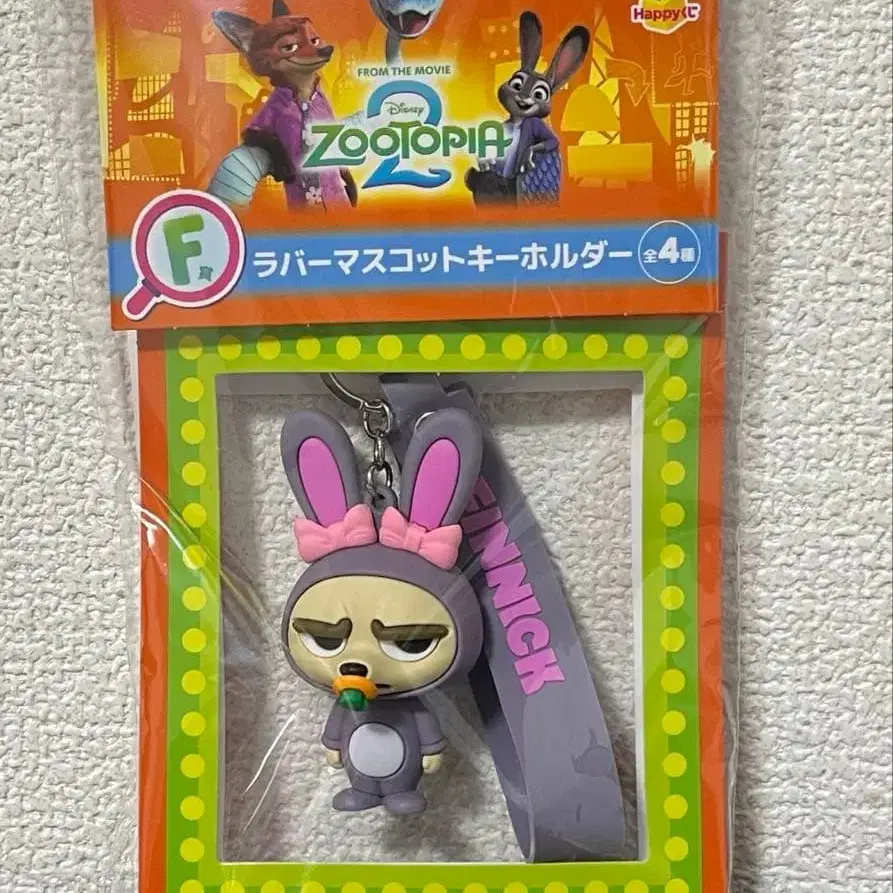 Happyくじ
FROM THE MOVIE
Disney
ZOOTOPIA
2
F賞
ラバーマスコットキーホルダー
全4種
FINNICK